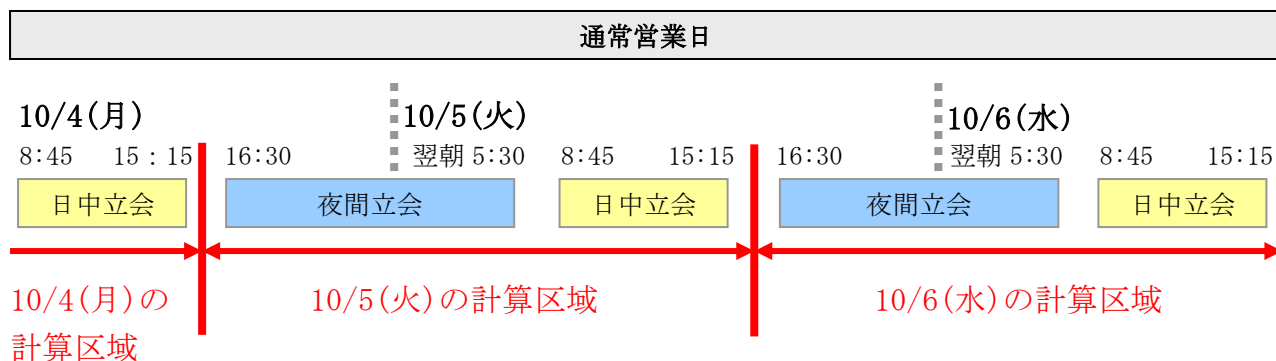 通常営業日
10/4(月)
10/5(火)
10/6(水)
8:45 15：15 16:30 翌朝 5:30 8:45 15:15 16:30 翌朝 5:30 8:45 15:15
日中立会 夜間立会 日中立会 夜間立会 日中立会
10/4(月)の
計算区域
10/5(火)の計算区域
10/6(水)の計算区域